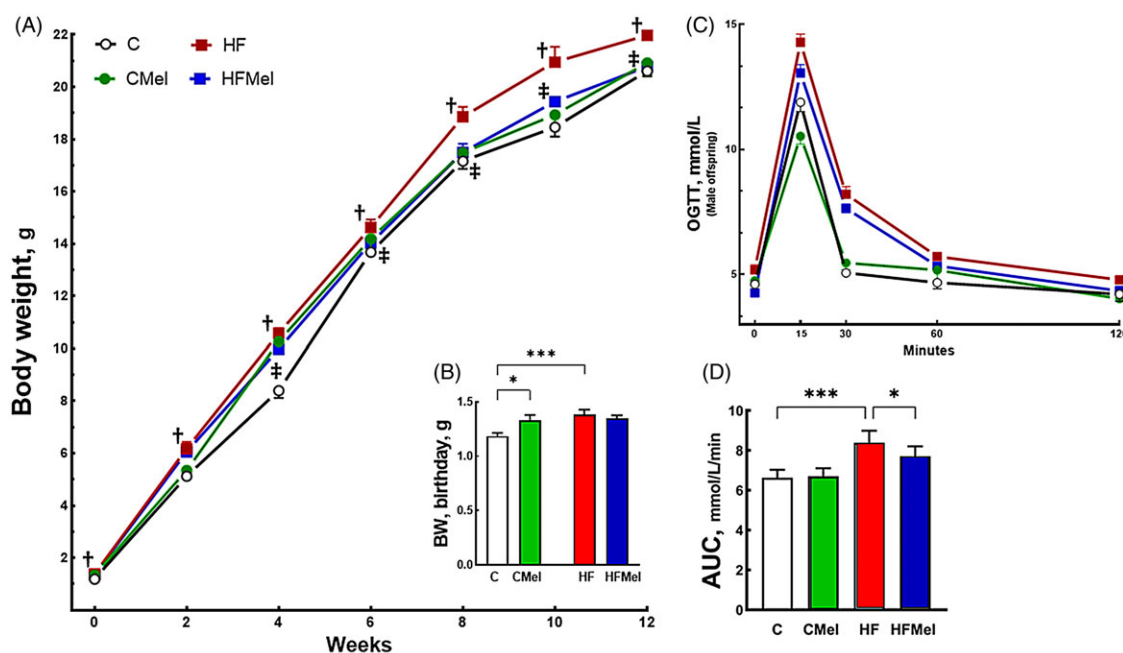 (A)
C
HF
CMel
HFMel
Body weight, g
22
20
18
16
14
12
10
8
6
4
2
† † † † † † † †
‡ ‡ ‡ ‡ ‡
0 2 4 6 8 10 12
Weeks
(B)
***
*
BW, birthday, g
1.5
1.0
0.5
0.0
C CMel HF HFMel
(C)
OGTT, mmol/L
(Male offspring)
15
10
5
0 15 30 60 120
Minutes
(D)
*** *
AUC, mmol/L/min
10
8
6
4
2
0
C CMel HF HFMel